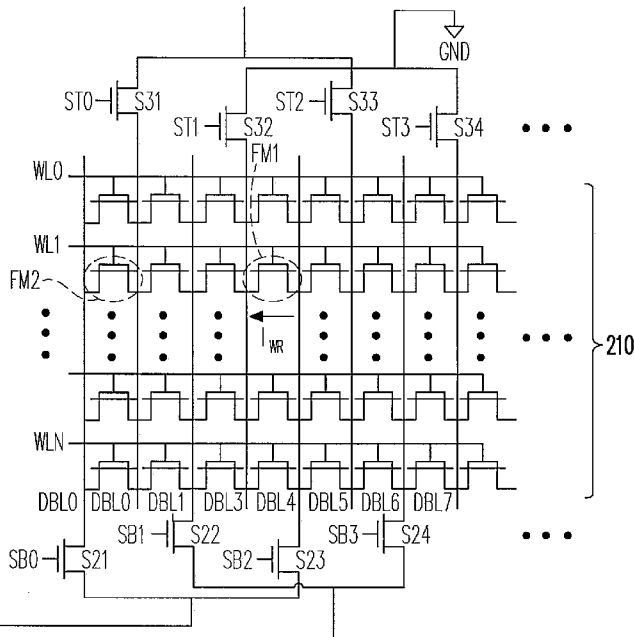 GND
ST0 S31 ST2 S33
ST1 S32 ST3 S34
FM1
WL0
WL1
FM2
I WR
210
WLN
DBL0 DBL0 DBL1 DBL3 DBL4 DBL5 DBL6 DBL7
SB1 S22 SB3 S24
SB0 S21 SB2 S23